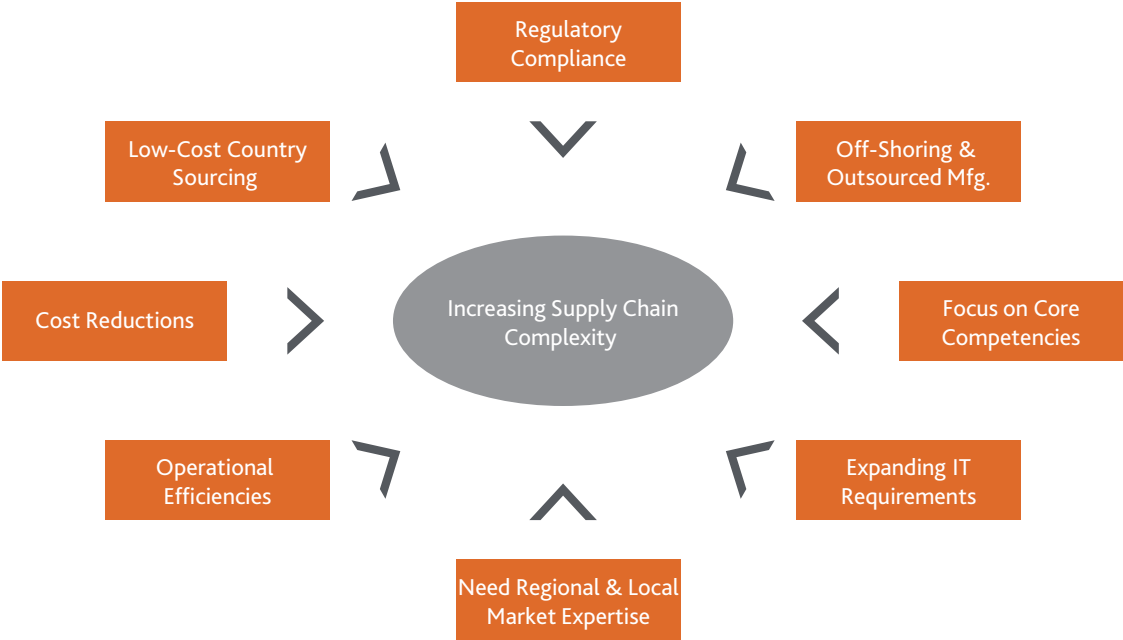 Regulatory
Compliance
Low-Cost Country
Sourcing
Off-Shoring &
Outsourced Mfg.
Cost Reductions
Increasing Supply Chain
Complexity
Focus on Core
Competencies
Operational
Efficiencies
Expanding IT
Requirements
Need Regional & Local
Market Expertise